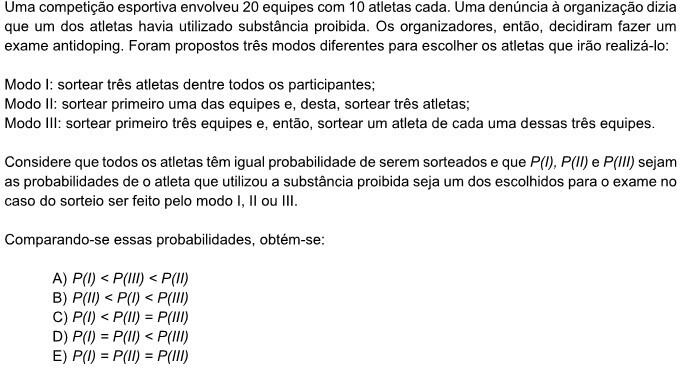 Uma competição esportiva envolveu 20 equipes com 10 atletas cada. Uma denúncia à organização dizia
que um dos atletas havia utilizado substância proibida. Os organizadores, então, decidiram fazer um
exame antidoping. Foram propostos três modos diferentes para escolher os atletas que irão realizá-lo:
Modo I: sortear três atletas dentre todos os participantes;
Modo II: sortear primeiro uma das equipes e, desta, sortear três atletas;
Modo III: sortear primeiro três equipes e, então, sortear um atleta de cada uma dessas três equipes.
Considere que todos os atletas têm igual probabilidade de serem sorteados e que P(I), P(II) e P(III) sejam
as probabilidades de o atleta que utilizou a substância proibida seja um dos escolhidos para o exame no
caso do sorteio ser feito pelo modo I, II ou III.
Comparando-se essas probabilidades, obtém-se:
A) P(I) < P(III) < P(II)
B) P(II) < P(I) < P(III)
C) P(I) < P(II) = P(III)
D) P(I) = P(II) < P(III)
E) P(I) = P(II) = P(III)